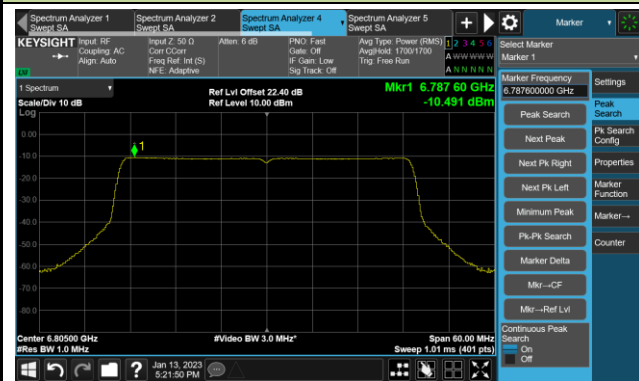 Spectrum Analyzer 1
Swept SA
Spectrum Analyzer 2
Swept SA
Spectrum Analyzer 4
Swept SA
Spectrum Analyzer 5
Swept SA
+
Marker
KEYSIGHT
Input: RF
Coupling: AC
Align: Auto
Input Z: 50 Ω
Corr CCorr
Freq Ref: Int (S)
NFE: Adaptive
Atten: 6 dB
PNO: Fast
Gate: Off
IF Gain: Low
Sig Track: Off
Avg Type: Power (RMS)
Avg|Hold: 1700/1700
Trig: Free Run
1 2 3 4 5 6
A W W W W W
A N N N N N
LVI
Select Marker
Marker 1
1 Spectrum
Scale/Div 10 dB
Log
Ref Lvl Offset 22.40 dB
Ref Level 10.00 dBm
Mkr1 6.787 60 GHz
-10.491 dBm
0.00
-10.0
-20.0
-30.0
-40.0
-50.0
-60.0
-70.0
-80.0
1
Center 6.80500 GHz
#Res BW 1.0 MHz
#Video BW 3.0 MHz*
Span 60.00 MHz
Sweep 1.01 ms (401 pts)
Marker Frequency
6.787600000 GHz
Peak Search
Next Peak
Next Pk Right
Next Pk Left
Minimum Peak
Pk-Pk Search
Marker Delta
Mkr→CF
Mkr→Ref Lvl
Continuous Peak
Search
On
Off
Settings
Peak
Search
Pk Search
Config
Properties
Marker
Function
Marker→
Counter
?
Jan 13, 2023
5:21:50 PM